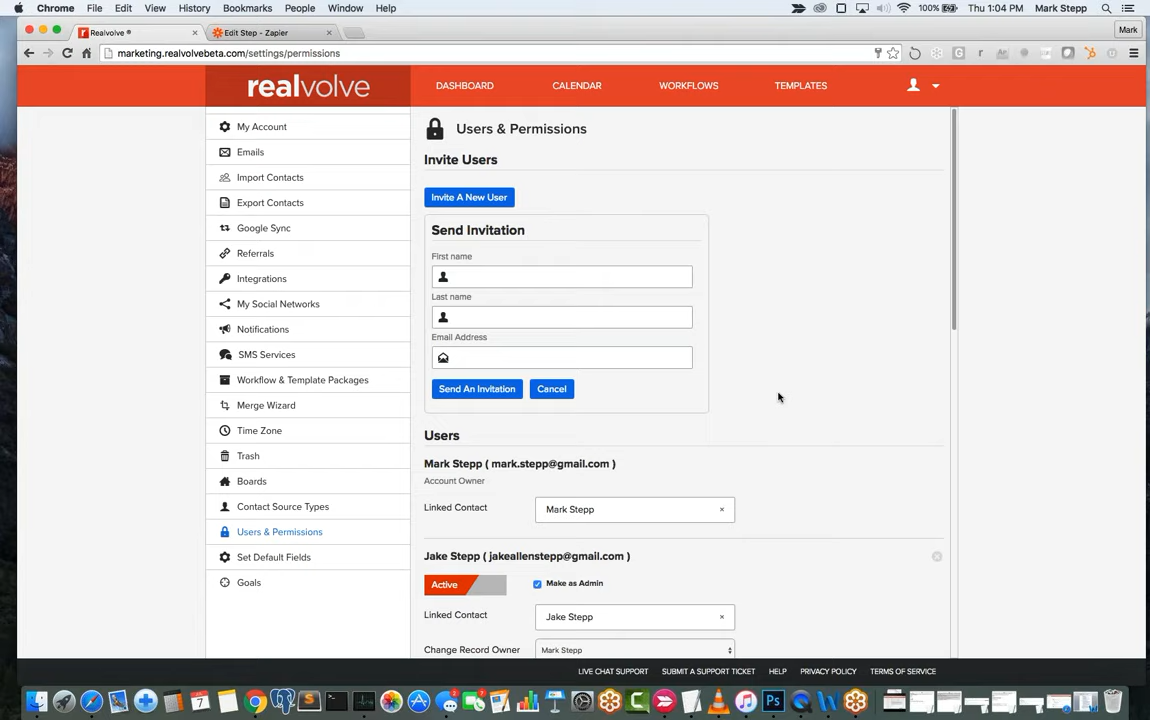 Chrome File Edit View History Bookmarks People Window Help 100% Thu 1:04 PM Mark Stepp
Realvolve ® × Edit Step - Zapier × Mark
marketing.realvolvebeta.com/settings/permissions
realvolve DASHBOARD CALENDAR WORKFLOWS TEMPLATES
My Account
Emails
Import Contacts
Export Contacts
Google Sync
Referrals
Integrations
My Social Networks
Notifications
SMS Services
Workflow & Template Packages
Merge Wizard
Time Zone
Trash
Boards
Contact Source Types
Users & Permissions
Set Default Fields
Goals
Users & Permissions
Invite Users
Invite A New User
Send Invitation
First name
Last name
Email Address
Send An Invitation Cancel
Users
Mark Stepp ( mark.stepp@gmail.com )
Account Owner
Linked Contact Mark Stepp ×
Jake Stepp ( jakeallenstepp@gmail.com )
Active Make as Admin
Linked Contact Jake Stepp ×
Change Record Owner Mark Stepp
LIVE CHAT SUPPORT SUBMIT A SUPPORT TICKET HELP PRIVACY POLICY TERMS OF SERVICE